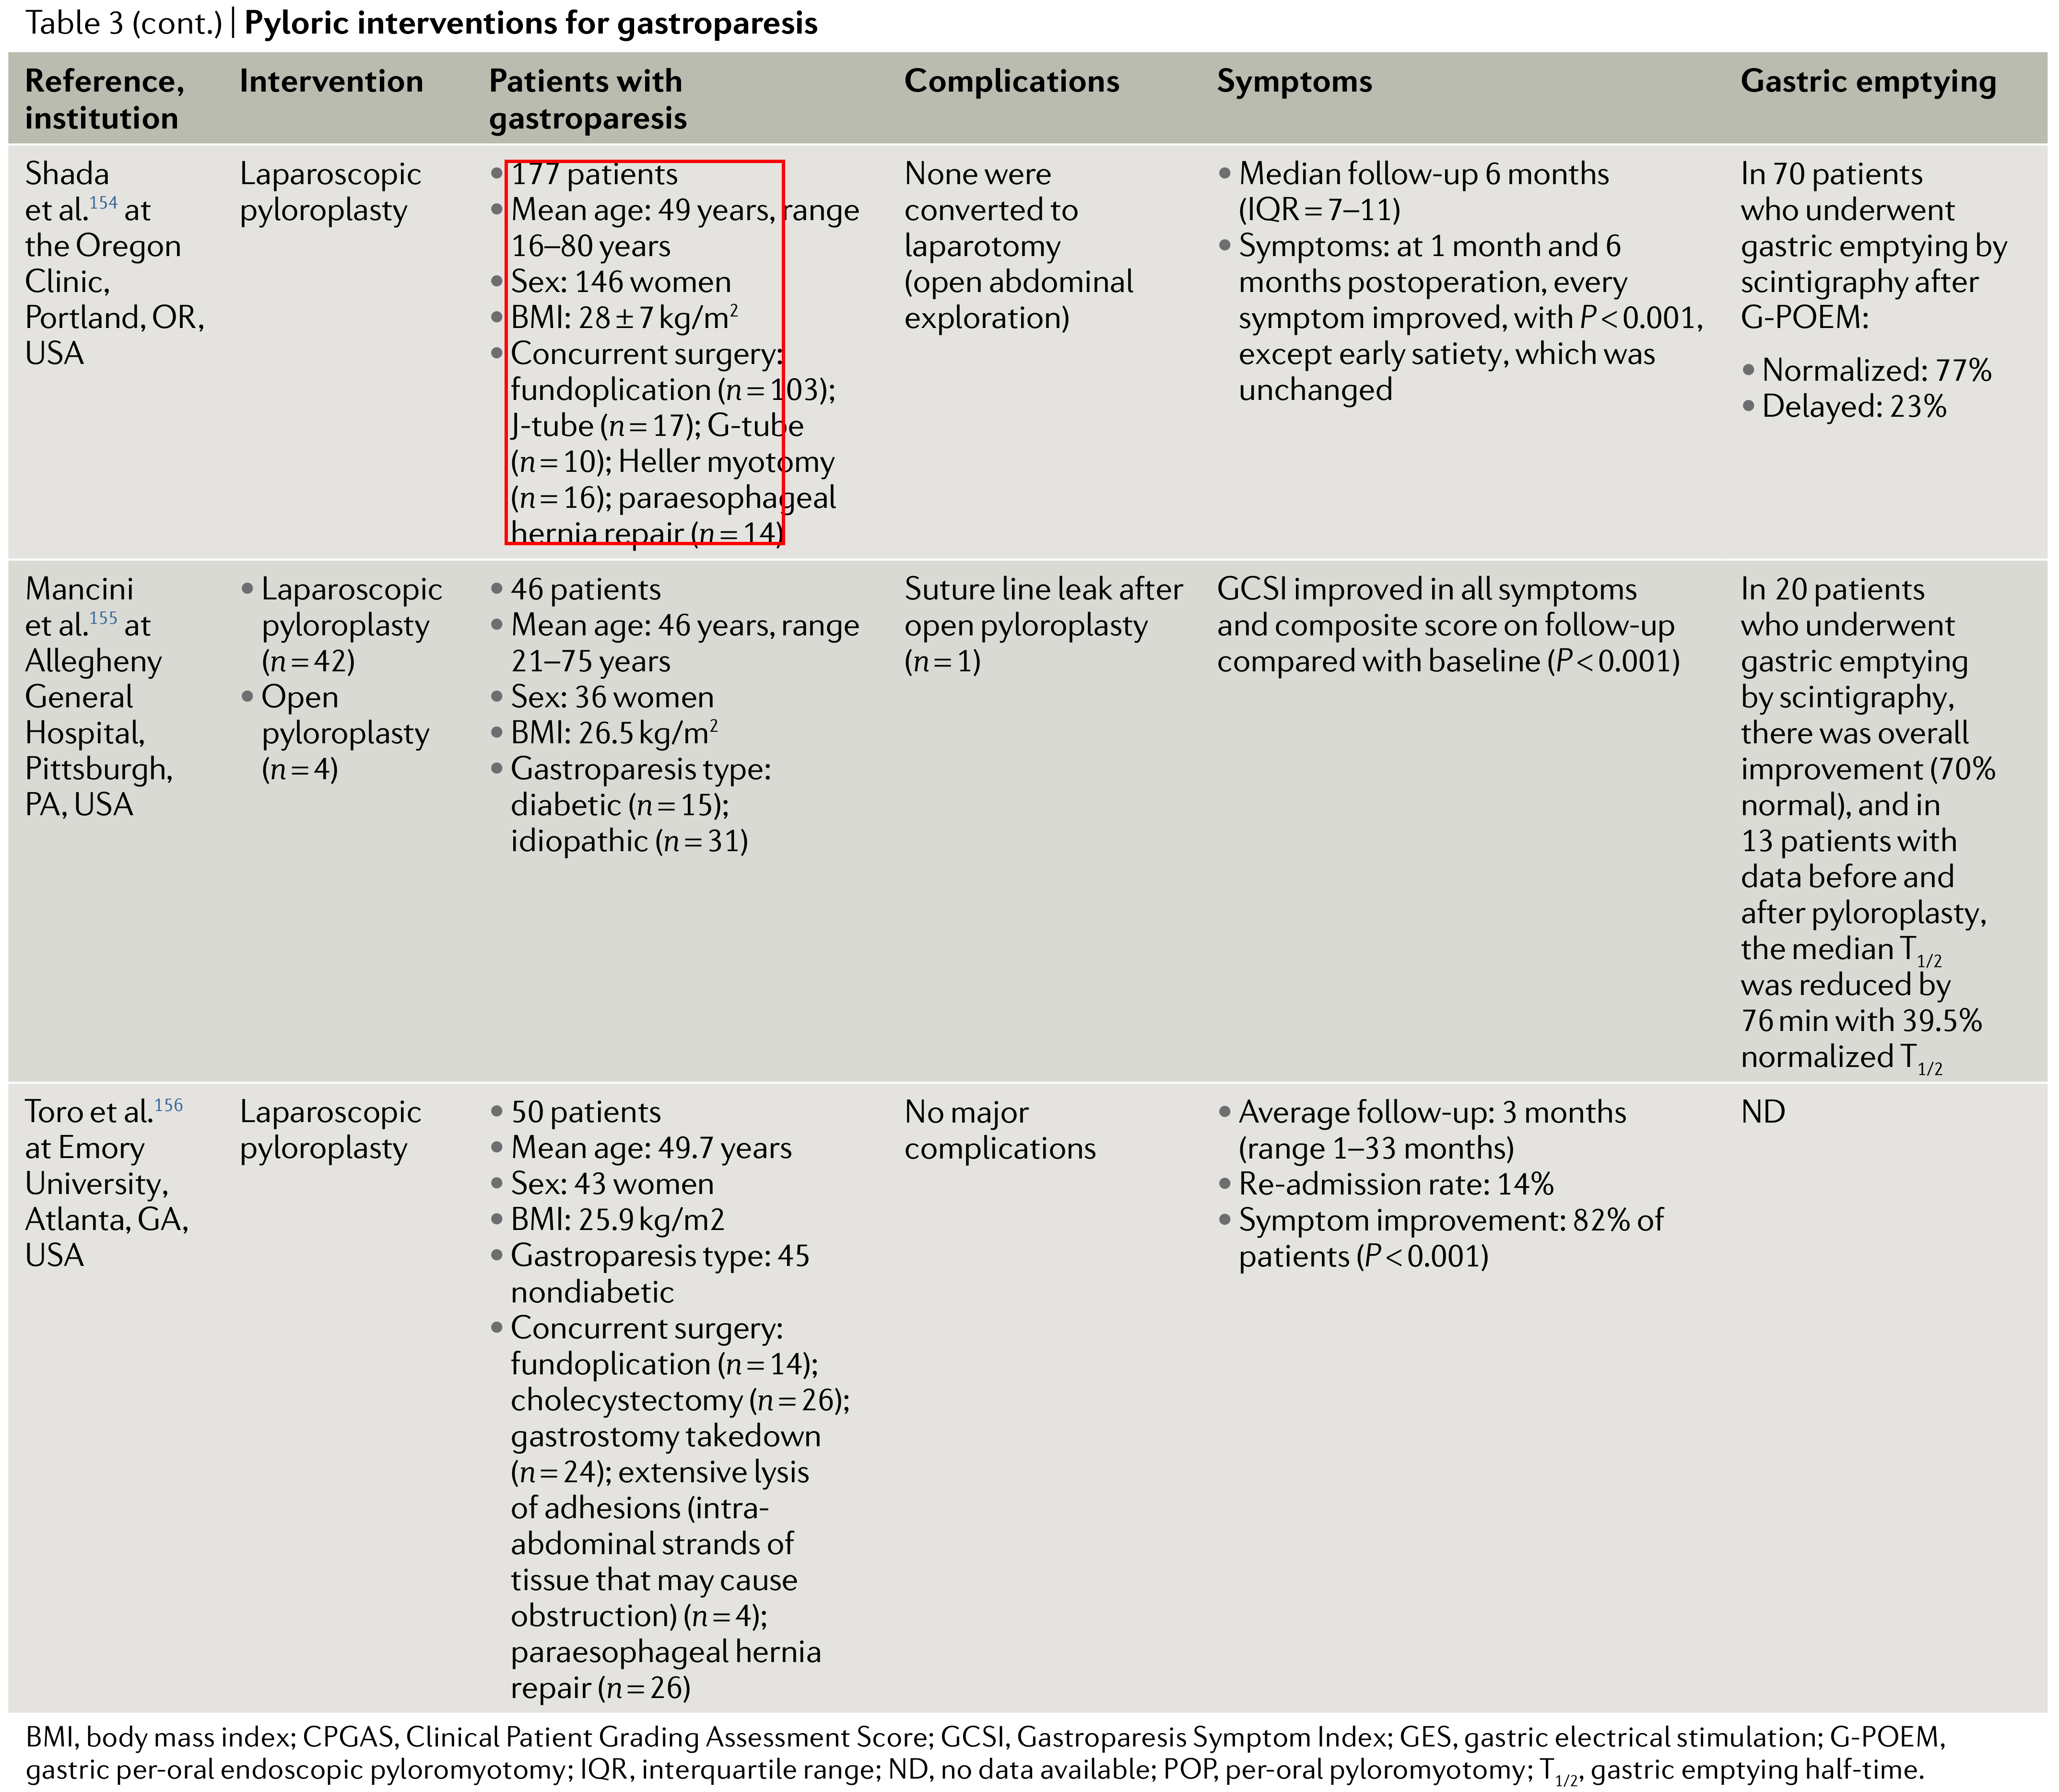 Table 3 (cont.) | Pyloric interventions for gastroparesis
Reference,
institution
Intervention
Patients with
gastroparesis
Complications
Symptoms
Gastric emptying
Shada
et al.154 at
the Oregon
Clinic,
Portland, OR,
USA
Laparoscopic
pyloroplasty
• 177 patients
• Mean age: 49 years, range
16–80 years
• Sex: 146 women
• BMI: 28 ± 7 kg/m2
• Concurrent surgery:
fundoplication (n = 103);
J-tube (n = 17); G-tube
(n = 10); Heller myotomy
(n = 16); paraesophageal
hernia repair (n = 14)
None were
converted to
laparotomy
(open abdominal
exploration)
• Median follow-up 6 months
(IQR = 7–11)
• Symptoms: at 1 month and 6
months postoperation, every
symptom improved, with P < 0.001,
except early satiety, which was
unchanged
In 70 patients
who underwent
gastric emptying by
scintigraphy after
G-POEM:
• Normalized: 77%
• Delayed: 23%
Mancini
et al.155 at
Allegheny
General
Hospital,
Pittsburgh,
PA, USA
• Laparoscopic
pyloroplasty
(n = 42)
• Open
pyloroplasty
(n = 4)
• 46 patients
• Mean age: 46 years, range
21–75 years
• Sex: 36 women
• BMI: 26.5 kg/m2
• Gastroparesis type:
diabetic (n = 15);
idiopathic (n = 31)
Suture line leak after
open pyloroplasty
(n = 1)
GCSI improved in all symptoms
and composite score on follow-up
compared with baseline (P < 0.001)
In 20 patients
who underwent
gastric emptying
by scintigraphy,
there was overall
improvement (70%
normal), and in
13 patients with
data before and
after pyloroplasty,
the median T1/2
was reduced by
76 min with 39.5%
normalized T1/2
Toro et al.156
at Emory
University,
Atlanta, GA,
USA
Laparoscopic
pyloroplasty
• 50 patients
• Mean age: 49.7 years
• Sex: 43 women
• BMI: 25.9 kg/m2
• Gastroparesis type: 45
nondiabetic
• Concurrent surgery:
fundoplication (n = 14);
cholecystectomy (n = 26);
gastrostomy takedown
(n = 24); extensive lysis
of adhesions (intra-
abdominal strands of
tissue that may cause
obstruction) (n = 4);
paraesophageal hernia
repair (n = 26)
No major
complications
• Average follow-up: 3 months
(range 1–33 months)
• Re-admission rate: 14%
• Symptom improvement: 82% of
patients (P < 0.001)
ND
BMI, body mass index; CPGAS, Clinical Patient Grading Assessment Score; GCSI, Gastroparesis Symptom Index; GES, gastric electrical stimulation; G-POEM,
gastric per-oral endoscopic pyloromyotomy; IQR, interquartile range; ND, no data available; POP, per-oral pyloromyotomy; T1/2, gastric emptying half-time.